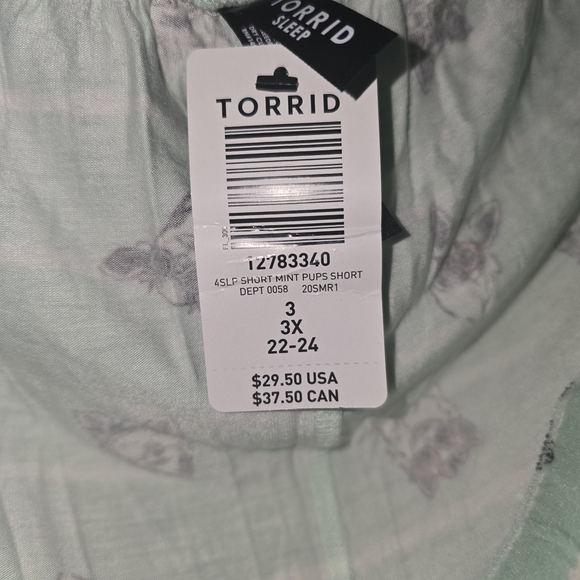 TORRID
SLEEP
TORRID
12783340
4SLP SHORT MINT PUPS SHORT
DEPT 0058 20SMR1
3
3X
22-24
$29.50 USA
$37.50 CAN